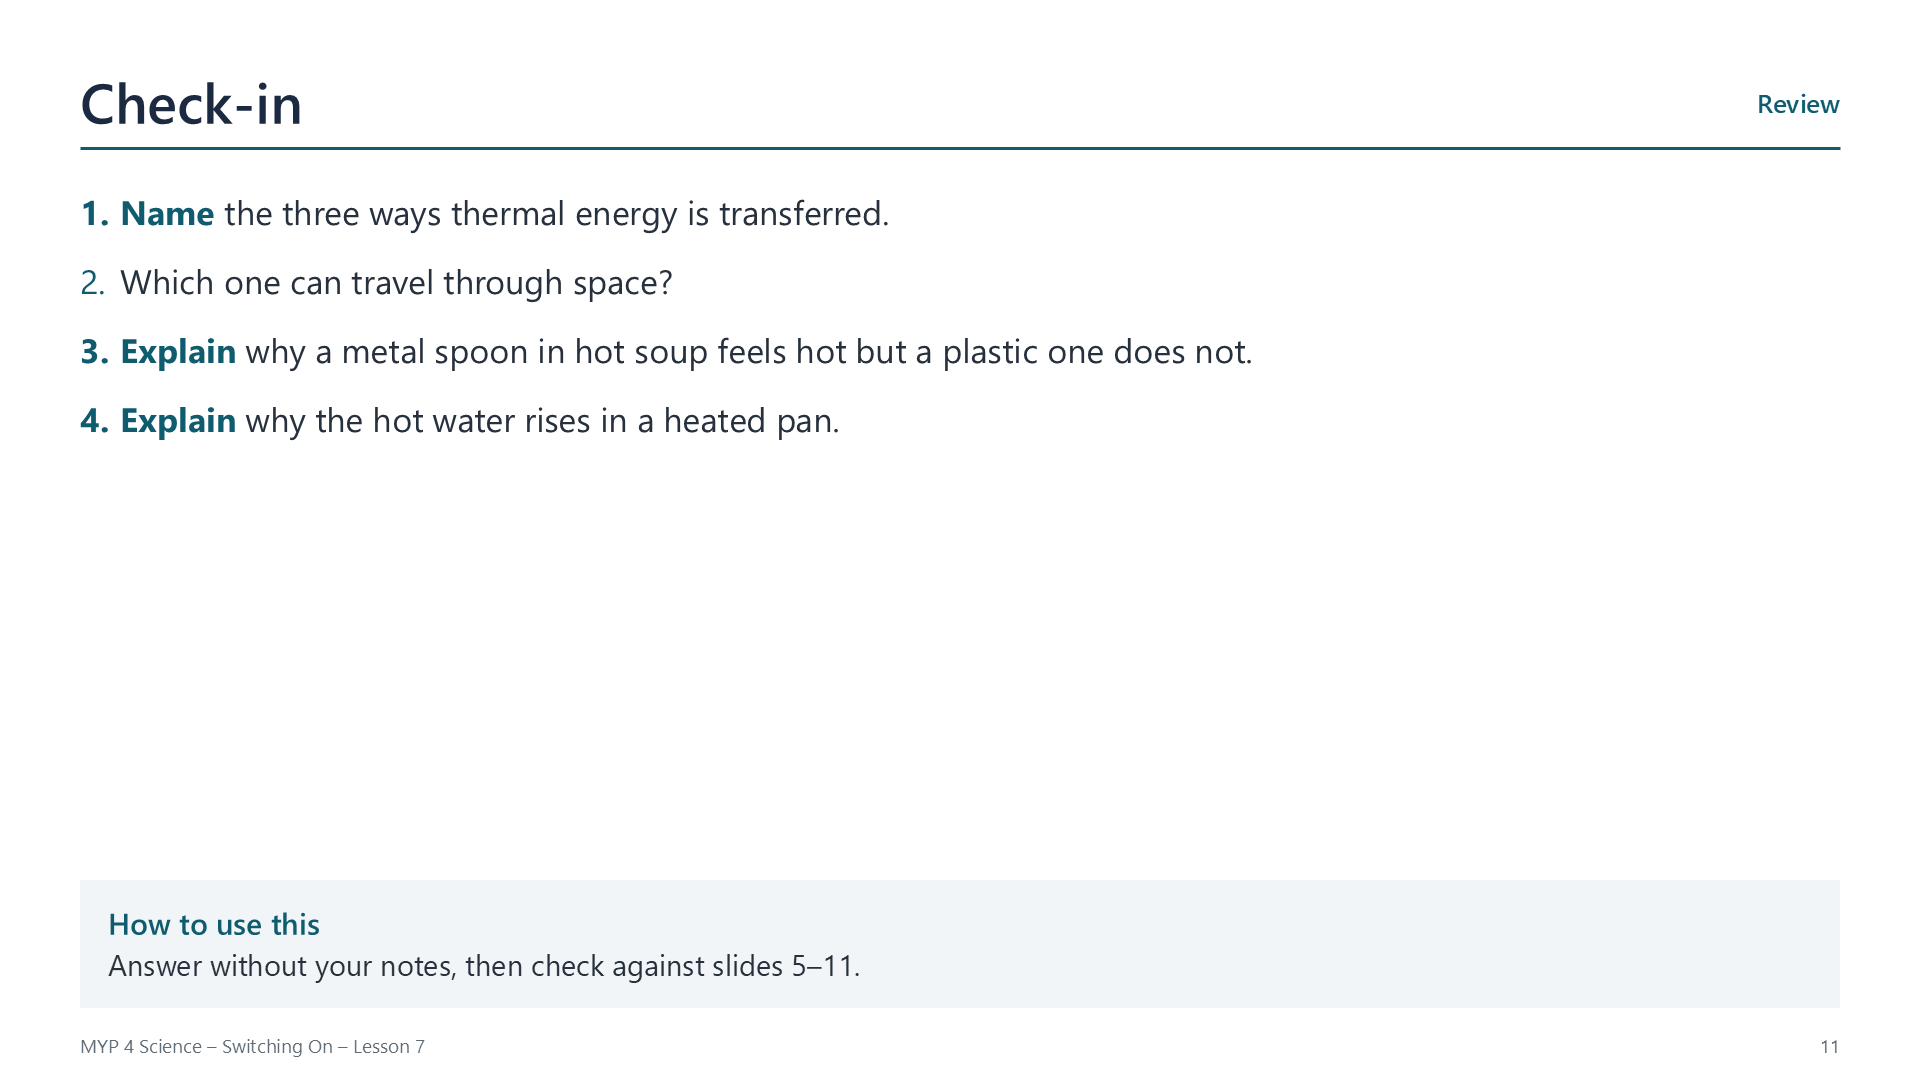 Check-in
Review
1. Name the three ways thermal energy is transferred.
2. Which one can travel through space?
3. Explain why a metal spoon in hot soup feels hot but a plastic one does not.
4. Explain why the hot water rises in a heated pan.
How to use this
Answer without your notes, then check against slides 5–11.
MYP 4 Science – Switching On – Lesson 7
11